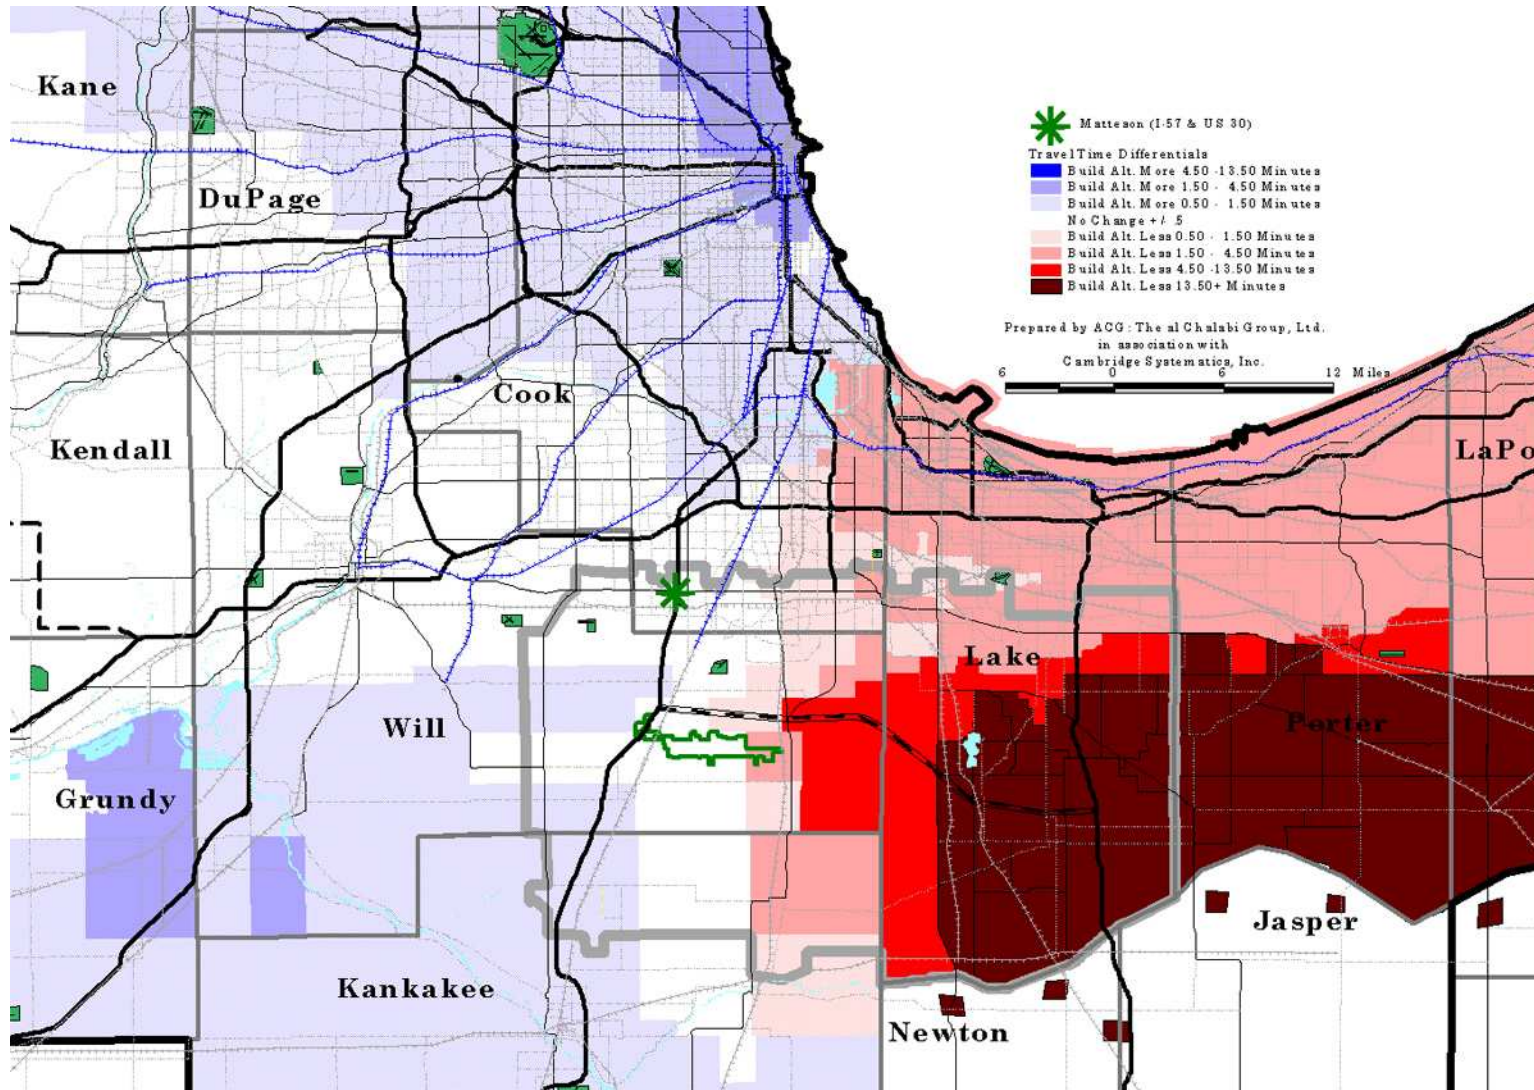 Kane
Matteson (I-57 & US 30)
Travel Time Differentials
Build Alt. More 4.50 -13.50 Minutes
Build Alt. More 1.50 - 4.50 Minutes
DuPage
Build Alt. More 0.50 - 1.50 Minutes
No Change +/- .5
Build Alt. Less 0.50 - 1.50 Minutes
Build Alt. Less 1.50 - 4.50 Minutes
Build Alt. Less 4.50 -13.50 Minutes
Build Alt. Less 13.50+ Minutes
Prepared by ACG: The al Chalabi Group, Ltd.
in association with
Cambridge Systematics, Inc.
6 0 6 12 Miles
Cook
Kendall
LaPo
Lake
Will
Porter
Grundy
Jasper
Kankakee
Newton